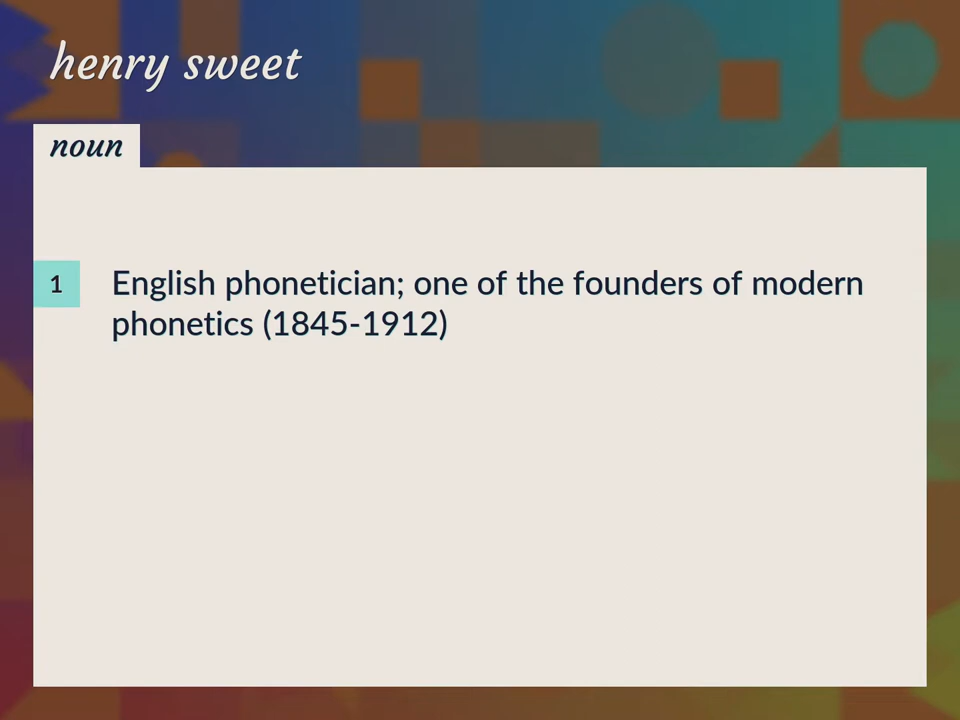 henry sweet
noun
1
English phonetician; one of the founders of modern
phonetics (1845-1912)